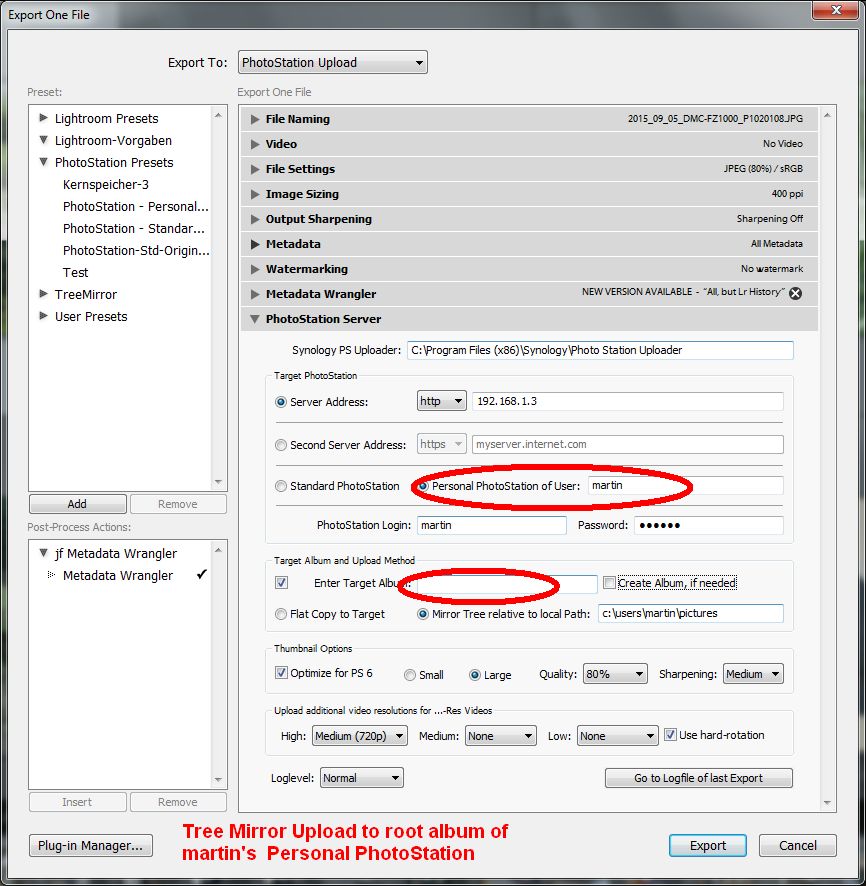 Export One File
Export To: PhotoStation Upload
Preset:
Lightroom Presets
Lightroom-Vorgaben
PhotoStation Presets
Kernspeicher-3
PhotoStation - Personal...
PhotoStation - Standar...
PhotoStation-Std-Origin...
Test
TreeMirror
User Presets
Add Remove
Post-Process Actions:
jf Metadata Wrangler
Metadata Wrangler
Insert Remove
Plug-in Manager...
Export One File
File Naming 2015_09_05_DMC-FZ1000_P1020108.JPG
Video No Video
File Settings JPEG (80%) / sRGB
Image Sizing 400 ppi
Output Sharpening Sharpening Off
Metadata All Metadata
Watermarking No watermark
Metadata Wrangler NEW VERSION AVAILABLE - “All, but Lr History”
PhotoStation Server
Synology PS Uploader: C:\Program Files (x86)\Synology\Photo Station Uploader
Target PhotoStation
Server Address: http 192.168.1.3
Second Server Address: https myserver.internet.com
Standard PhotoStation Personal PhotoStation of User: martin
PhotoStation Login: martin Password: ●●●●●●
Target Album and Upload Method
Enter Target Album: Create Album, if needed
Flat Copy to Target Mirror Tree relative to local Path: c:\users\martin\pictures
Thumbnail Options
Optimize for PS 6 Small Large Quality: 80% Sharpening: Medium
Upload additional video resolutions for ...-Res Videos
High: Medium (720p) Medium: None Low: None Use hard-rotation
Loglevel: Normal Go to Logfile of last Export
Tree Mirror Upload to root album of
martin's Personal PhotoStation
Export Cancel